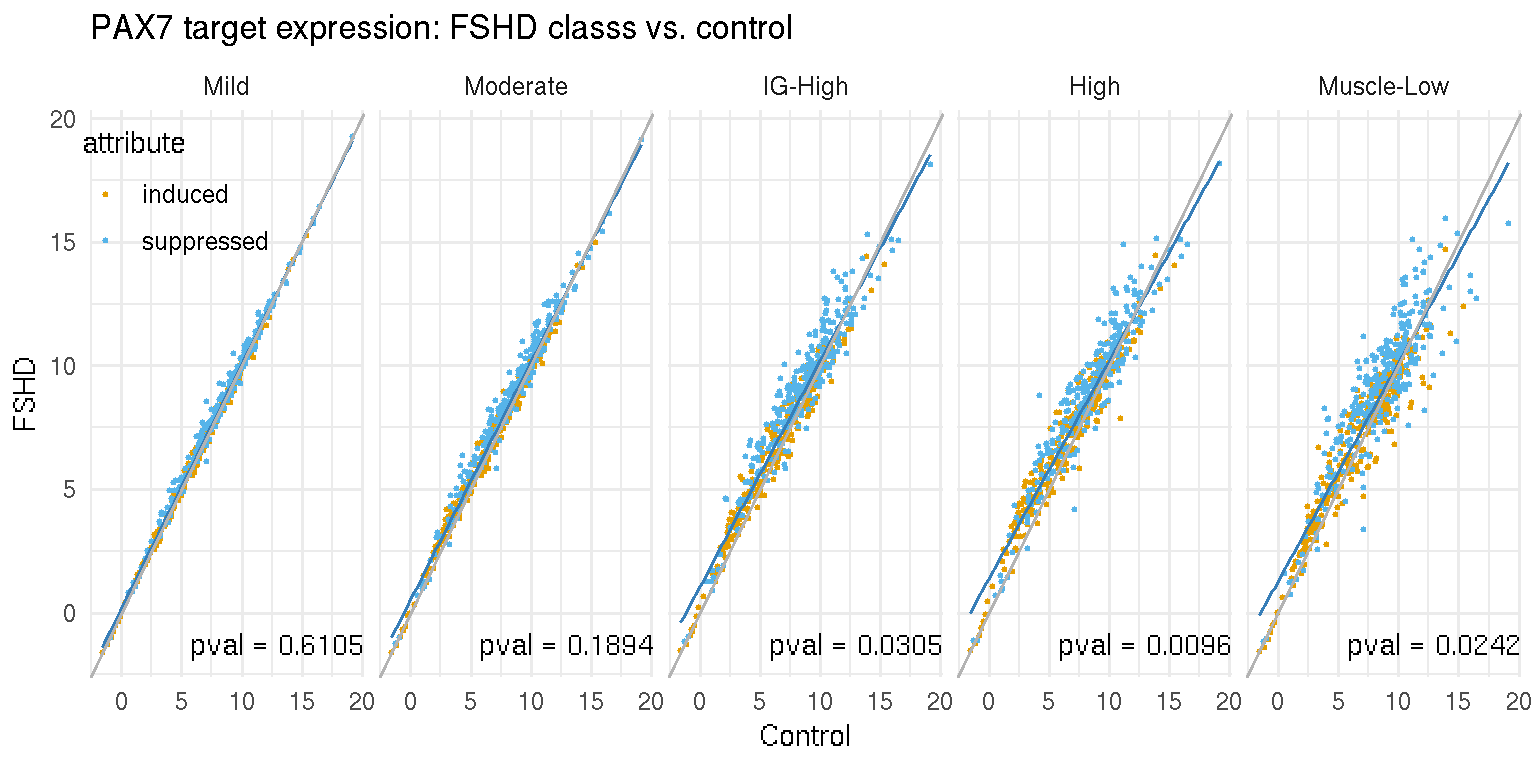 PAX7 target expression: FSHD classs vs. control
Mild Moderate IG-High High Muscle-Low
20
attribute
induced
suppressed
15
10
5
0
FSHD
pval = 0.6105 pval = 0.1894 pval = 0.0305 pval = 0.0096 pval = 0.0242
0 5 10 15 20 0 5 10 15 20 0 5 10 15 20 0 5 10 15 20 0 5 10 15 20
Control